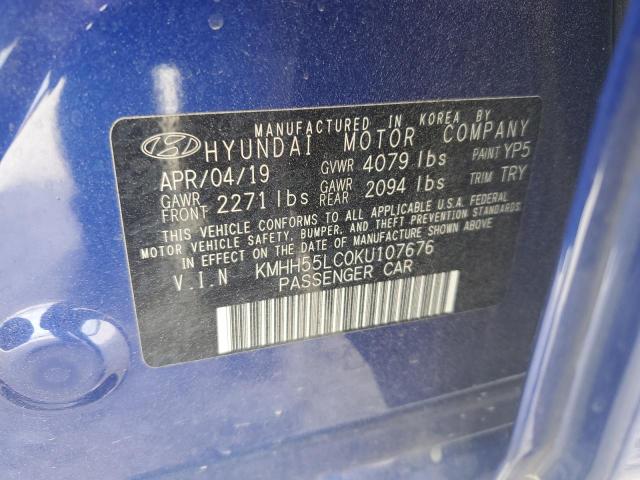 MANUFACTURED IN KOREA BY
HYUNDAI MOTOR COMPANY
APR/04/19 GVWR 4079 lbs PAINT YP5
GAWR FRONT 2271 lbs GAWR REAR 2094 lbs TRIM TRY
THIS VEHICLE CONFORMS TO ALL APPLICABLE U.S.A. FEDERAL
MOTOR VEHICLE SAFETY, BUMPER, AND THEFT PREVENTION STANDARDS
IN EFFECT ON THE DATE OF MANUFACTURE SHOWN ABOVE.
V.I.N KMHH55LC0KU107676
PASSENGER CAR